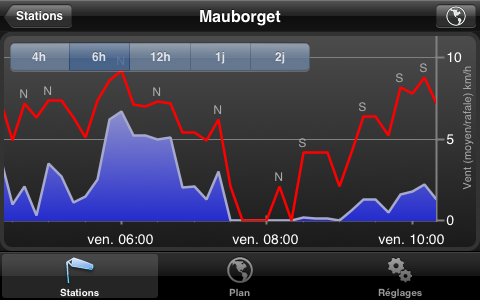 Stations
Mauborget
4h
6h
12h
1j
2j
N
N
N
N
N
N
S
S
S
S
10
5
0
Vent (moyen/rafale) km/h
ven. 06:00
ven. 08:00
ven. 10:00
Stations
Plan
Réglages